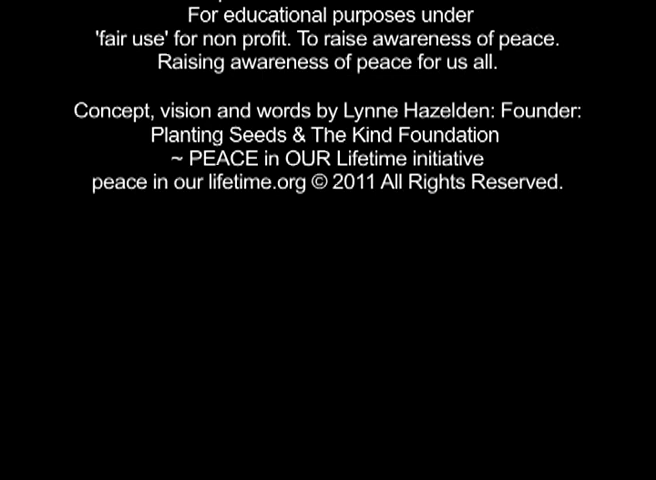 For educational purposes under
'fair use' for non profit. To raise awareness of peace.
Raising awareness of peace for us all.
Concept, vision and words by Lynne Hazelden: Founder:
Planting Seeds & The Kind Foundation
~ PEACE in OUR Lifetime initiative
peace in our lifetime.org © 2011 All Rights Reserved.